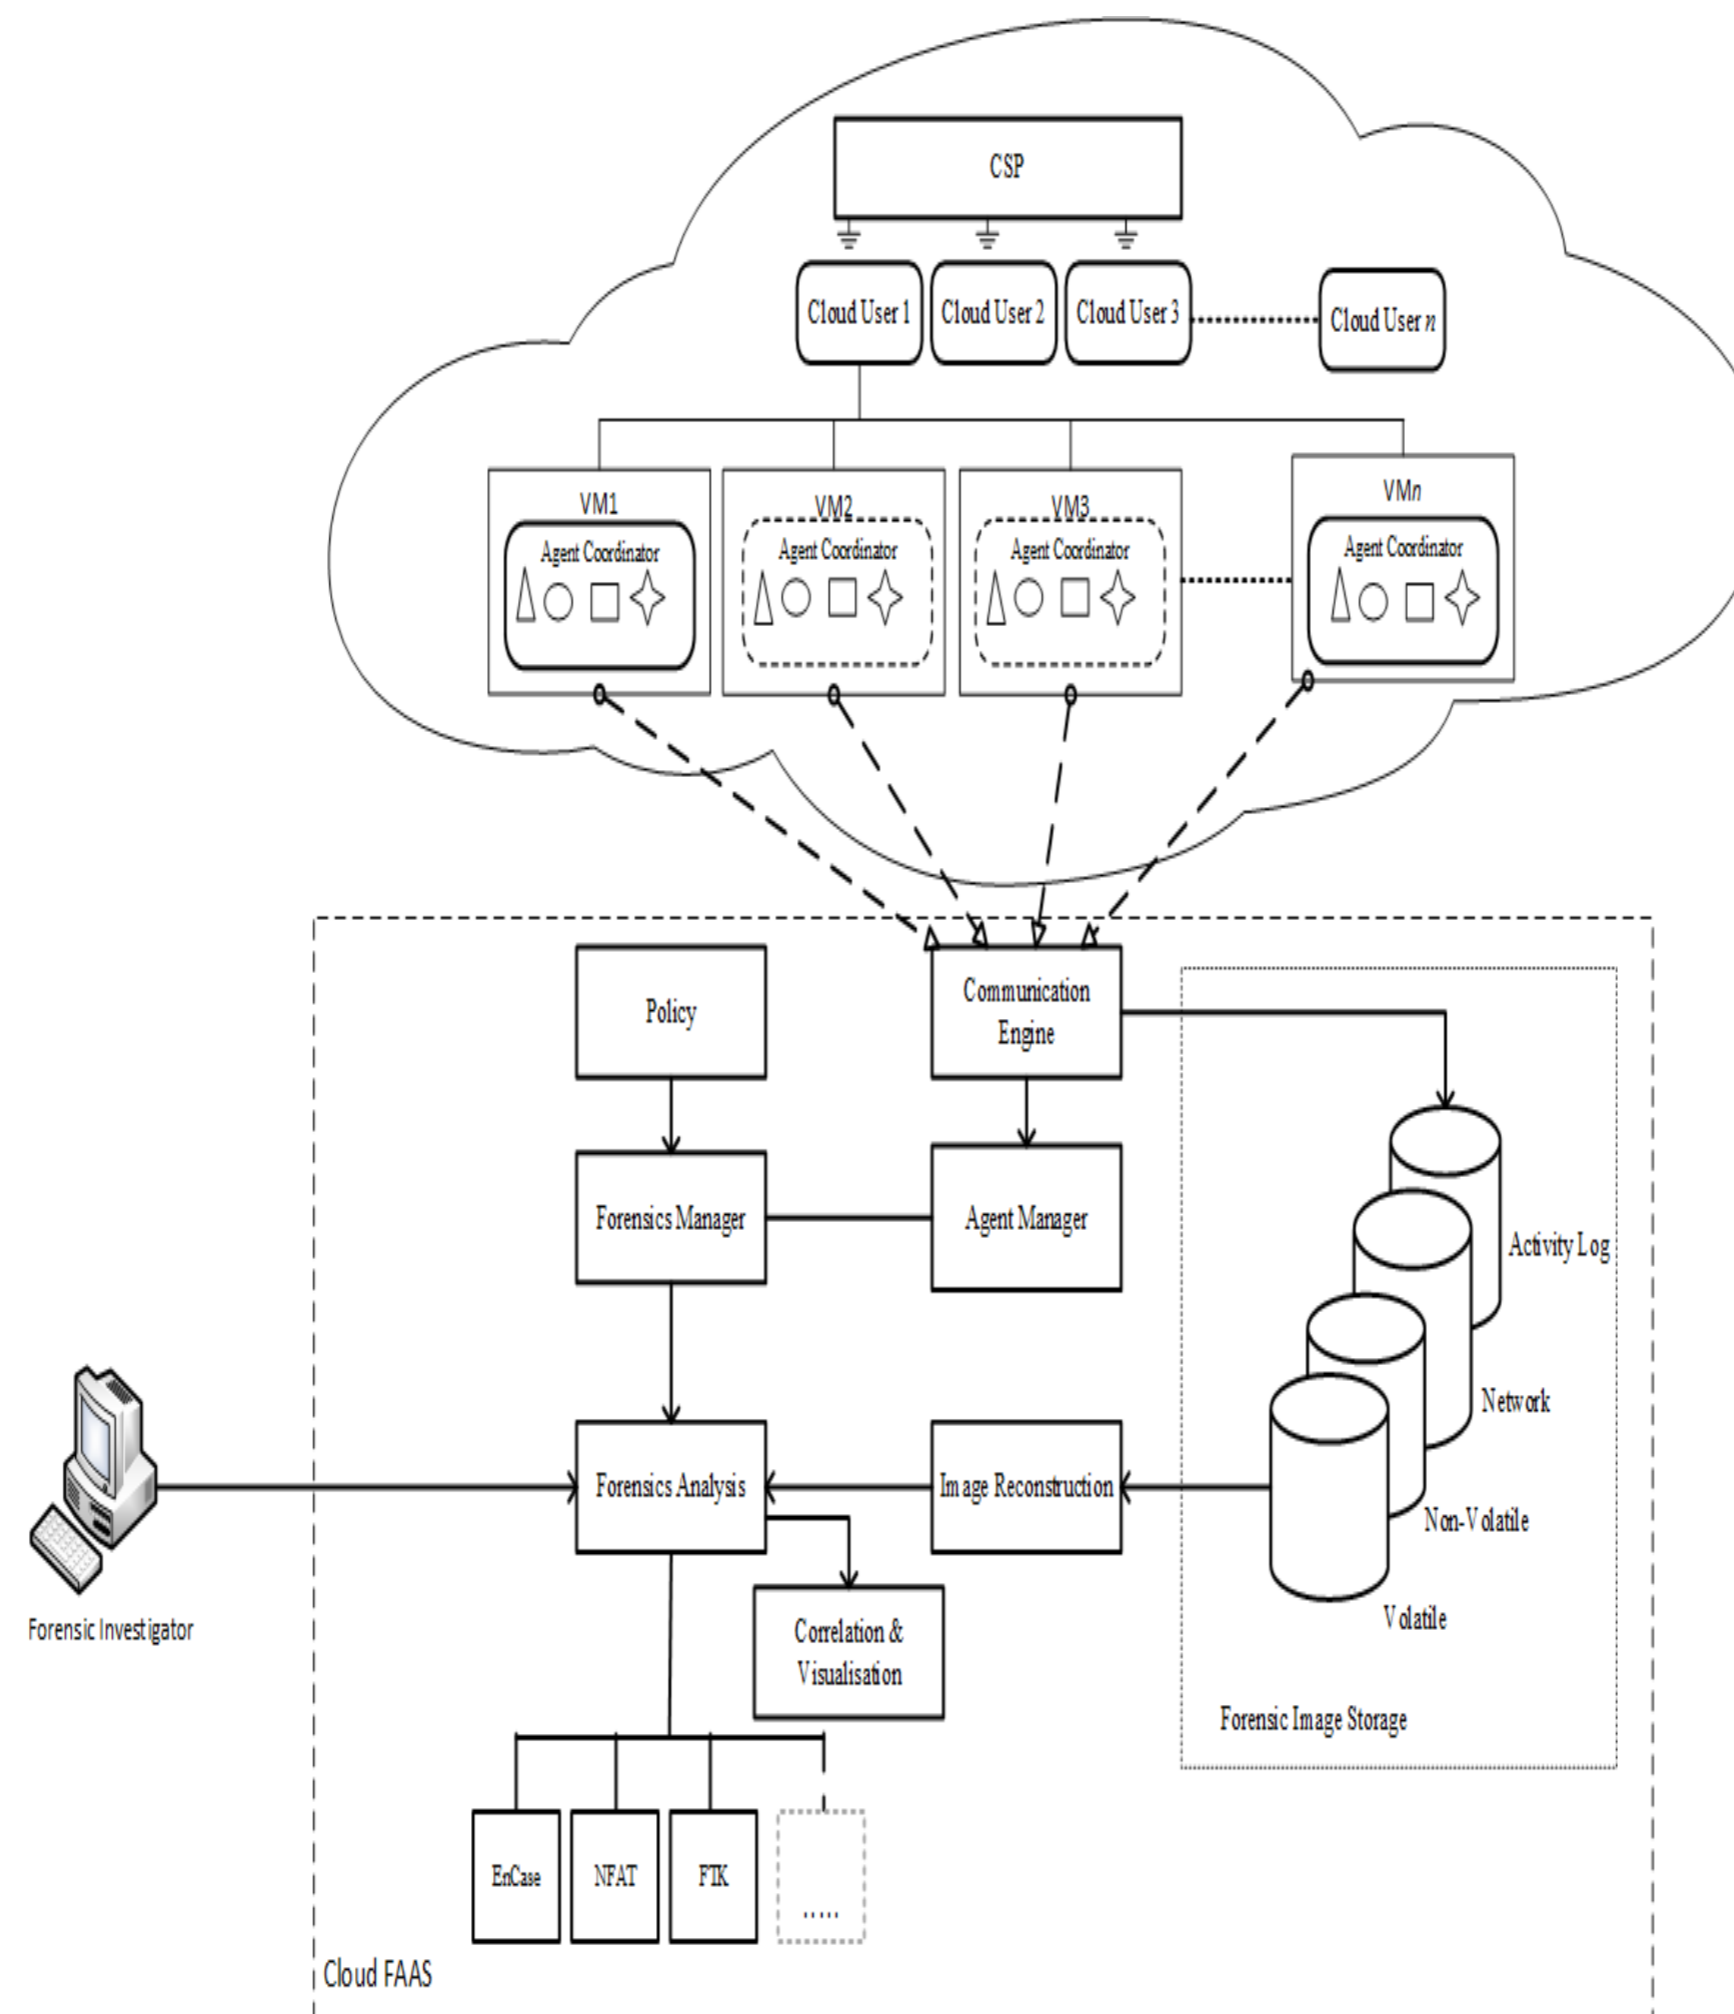 CSP
Cloud User 1
Cloud User 2
Cloud User 3
Cloud User n
VM1
VM2
VM3
VMn
Agent Coordinator
Agent Coordinator
Agent Coordinator
Agent Coordinator
Policy
Communication
Engine
Forensics Manager
Agent Manager
Activity Log
Network
Forensics Analysis
Image Reconstruction
Non-Volatile
Volatile
Forensic Investigator
Correlation &
Visualisation
Forensic Image Storage
EnCase
NFAT
FTK
.....
Cloud FAAS